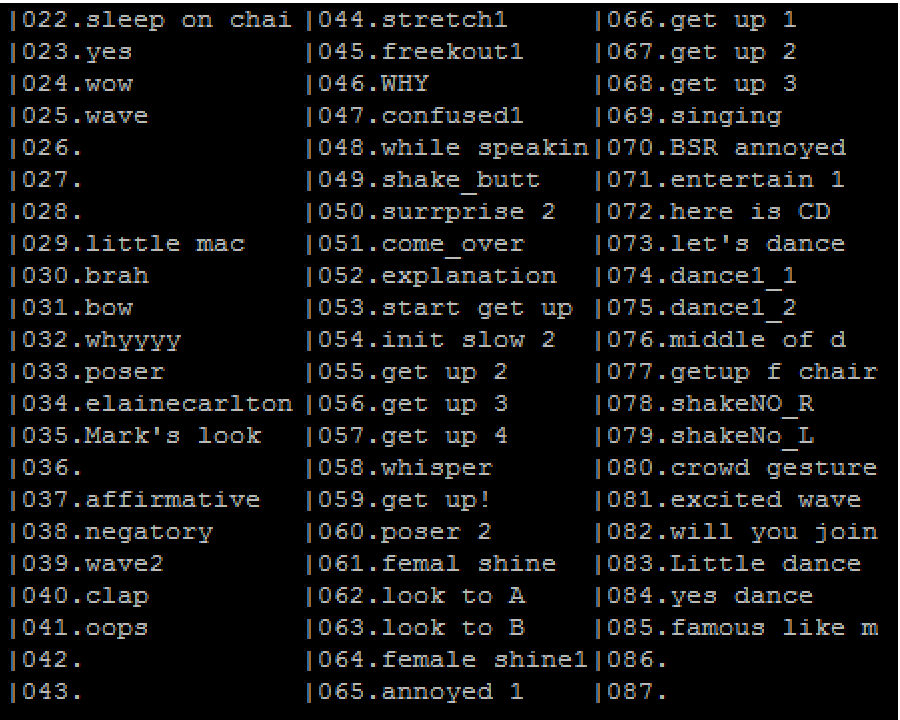 |022.sleep on chai |044.stretch1 |066.get up 1
|023.yes |045.freekout1 |067.get up 2
|024.wow |046.WHY |068.get up 3
|025.wave |047.confused1 |069.singing
|026. |048.while speakin|070.BSR annoyed
|027. |049.shake_butt |071.entertain 1
|028. |050.surrprise 2 |072.here is CD
|029.little mac |051.come_over |073.let's dance
|030.brah |052.explanation |074.dance1_1
|031.bow |053.start get up |075.dance1_2
|032.whyyyy |054.init slow 2 |076.middle of d
|033.poser |055.get up 2 |077.getup f chair
|034.elainecarlton |056.get up 3 |078.shakeNO_R
|035.Mark's look |057.get up 4 |079.shakeNo_L
|036. |058.whisper |080.crowd gesture
|037.affirmative |059.get up! |081.excited wave
|038.negatory |060.poser 2 |082.will you join
|039.wave2 |061.femal shine |083.Little dance
|040.clap |062.look to A |084.yes dance
|041.oops |063.look to B |085.famous like m
|042. |064.female shine1|086.
|043. |065.annoyed 1 |087.